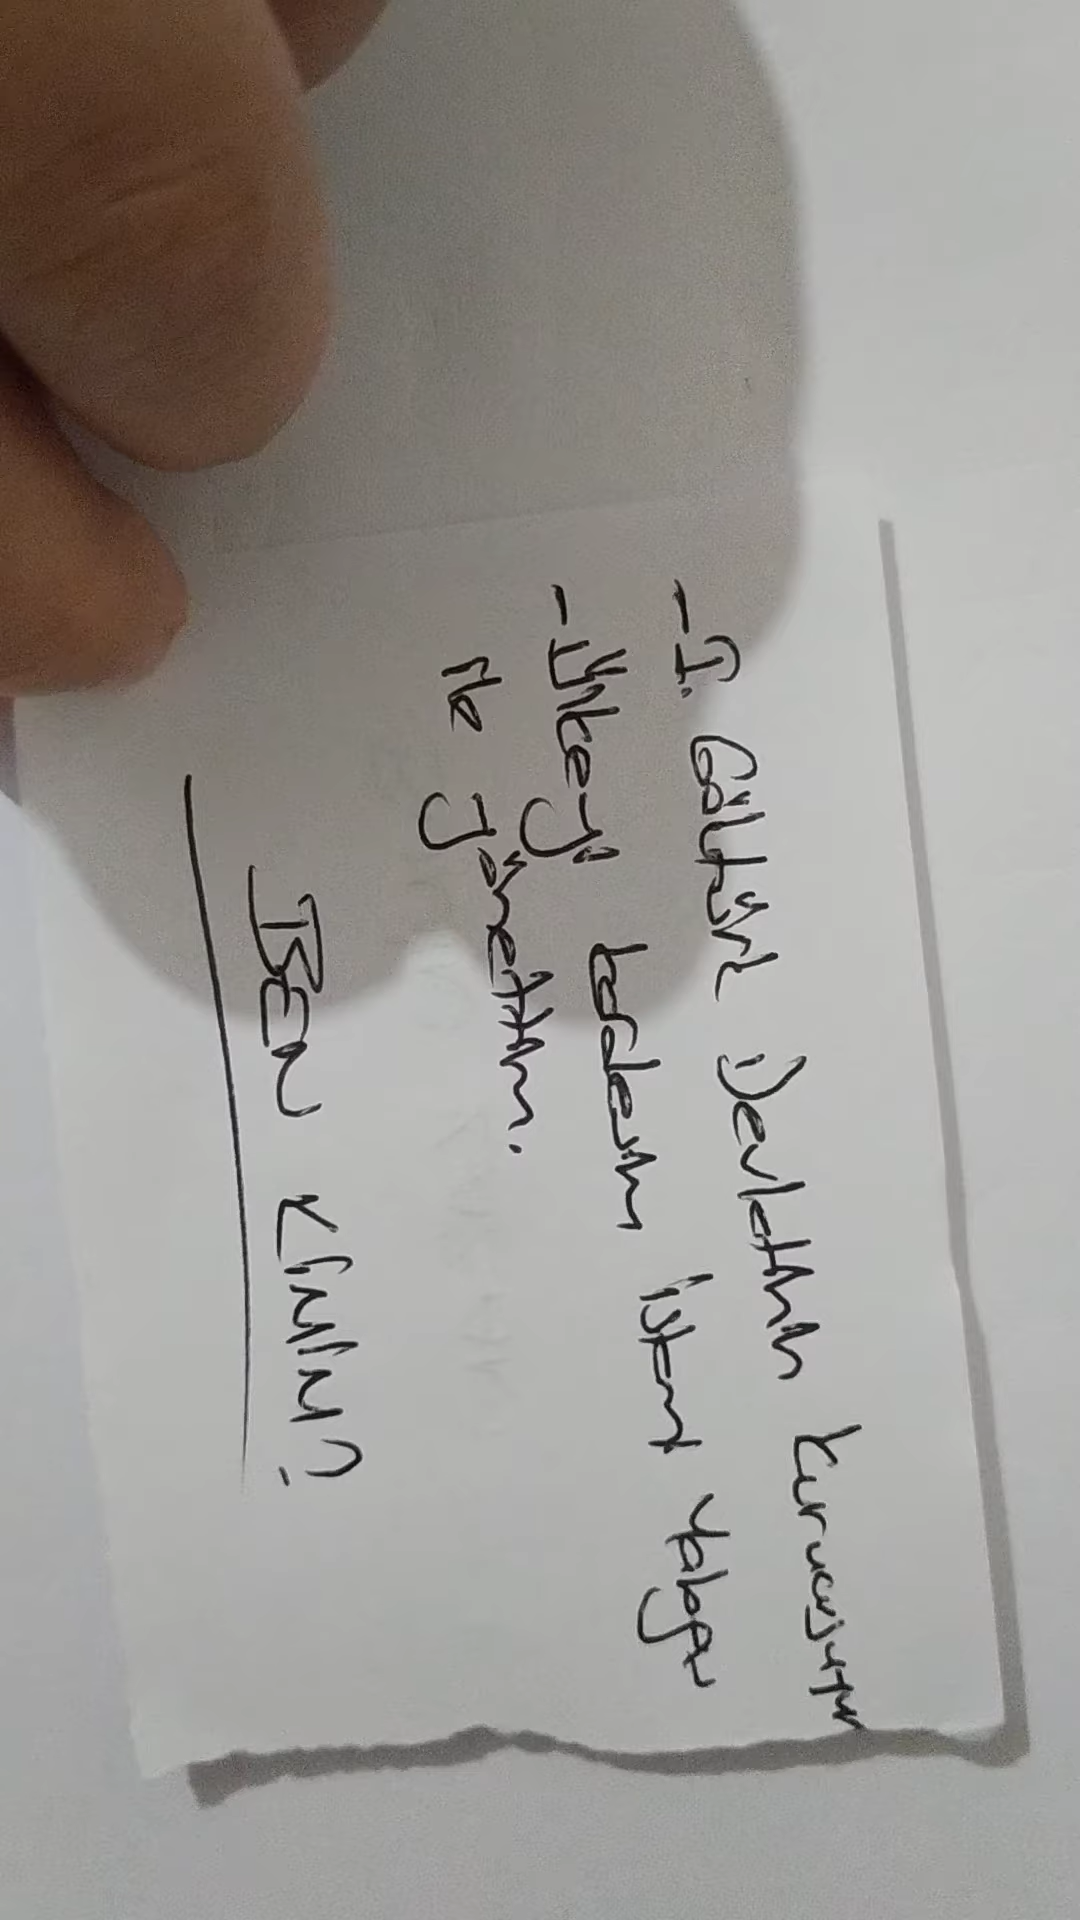 -I. Göktürk Devletinin kurucusuyum
-Ülkeyi kardeşim İstemi Yabgu
ile yönettim.
BEN KİMİM?